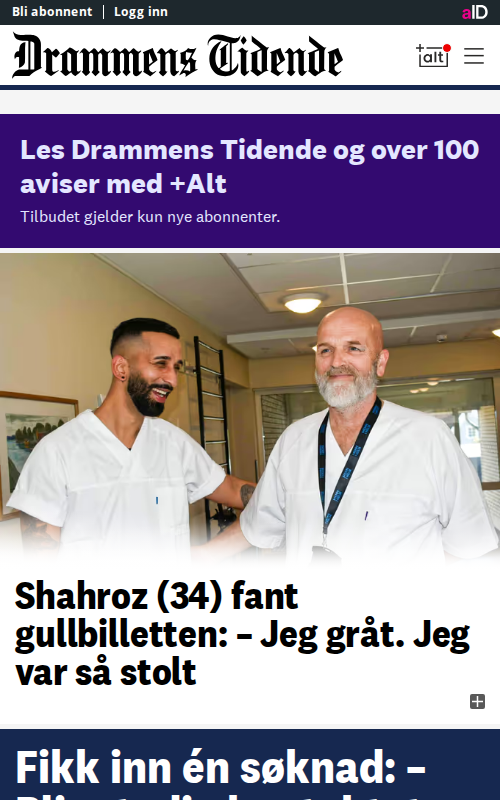 Bli abonnent | Logg inn
aID
Drammens Tidende
+alt
Les Drammens Tidende og over 100
aviser med +Alt
Tilbudet gjelder kun nye abonnenter.
Shahroz (34) fant
gullbilletten: – Jeg gråt. Jeg
var så stolt
Fikk inn én søknad: –